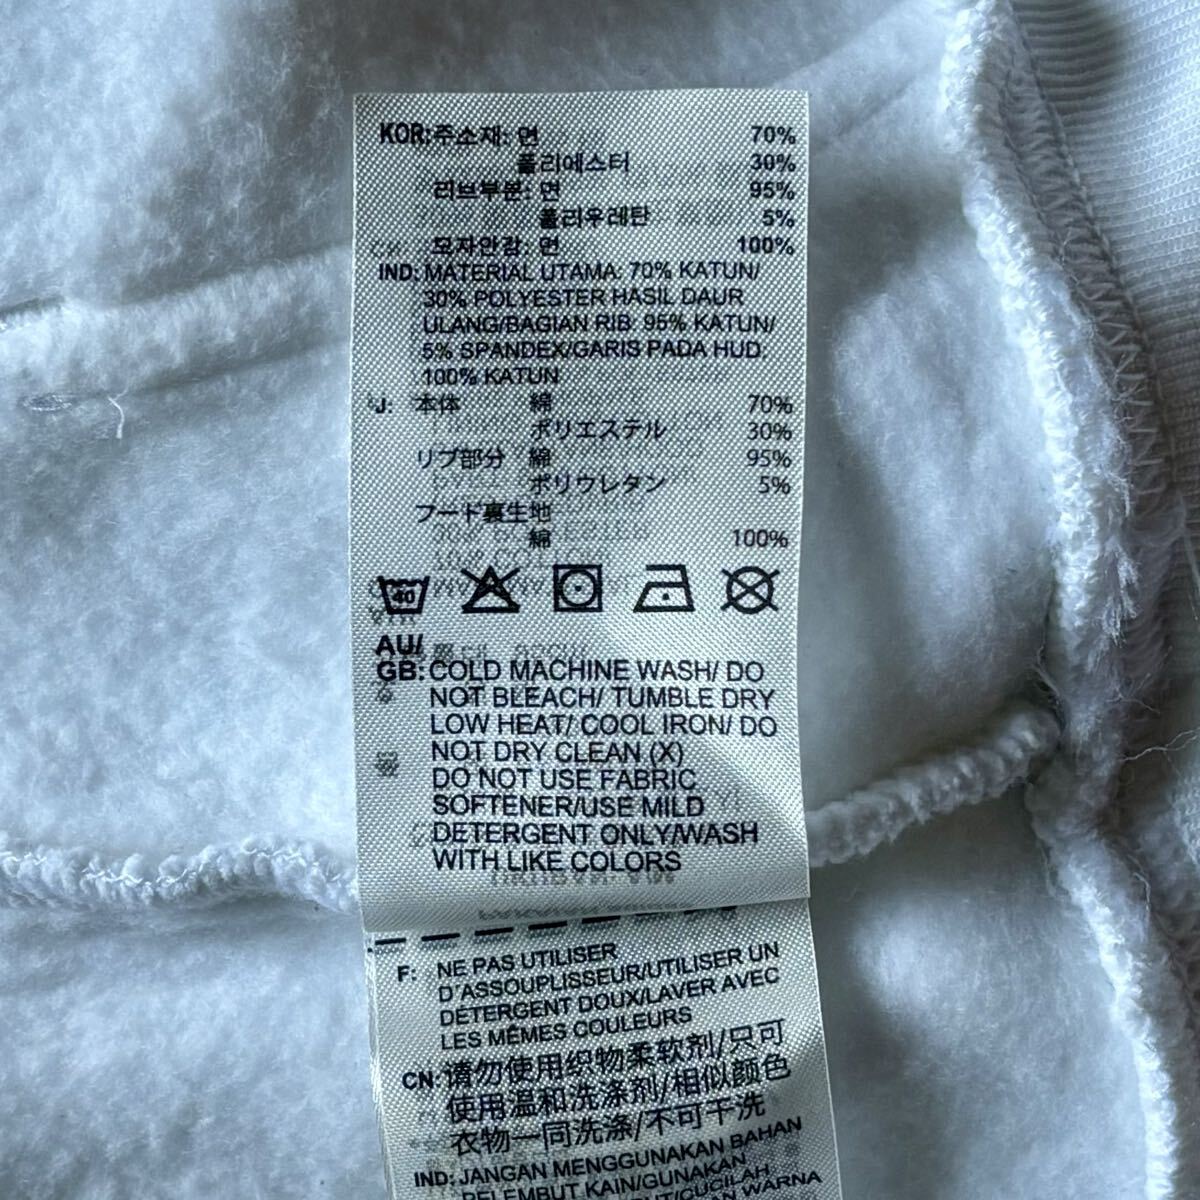 KOR: 주소재: 면 70%
폴리에스터 30%
리브부분: 면 95%
폴리우레탄 5%
모자안감: 면 100%
IND: MATERIAL UTAMA: 70% KATUN/
30% POLYESTER HASIL DAUR
ULANG/BAGIAN RIB: 95% KATUN/
5% SPANDEX/GARIS PADA HUD:
100% KATUN
J: 本体 綿 70%
ポリエステル 30%
リブ部分 綿 95%
ポリウレタン 5%
フード裏生地
綿 100%
40
AU/
GB: COLD MACHINE WASH/ DO
NOT BLEACH/ TUMBLE DRY
LOW HEAT/ COOL IRON/ DO
NOT DRY CLEAN (X)
DO NOT USE FABRIC
SOFTENER/USE MILD
DETERGENT ONLY/WASH
WITH LIKE COLORS
F: NE PAS UTILISER
D'ASSOUPLISSEUR/UTILISER UN
DÉTERGENT DOUX/LAVER AVEC
LES MÊMES COULEURS
CN: 请勿使用织物柔软剂/只可
使用温和洗涤剂/相似颜色
衣物一同洗涤/不可干洗
IND: JANGAN MENGGUNAKAN BAHAN
PELEMBUT KAIN/GUNAKAN
WARNA